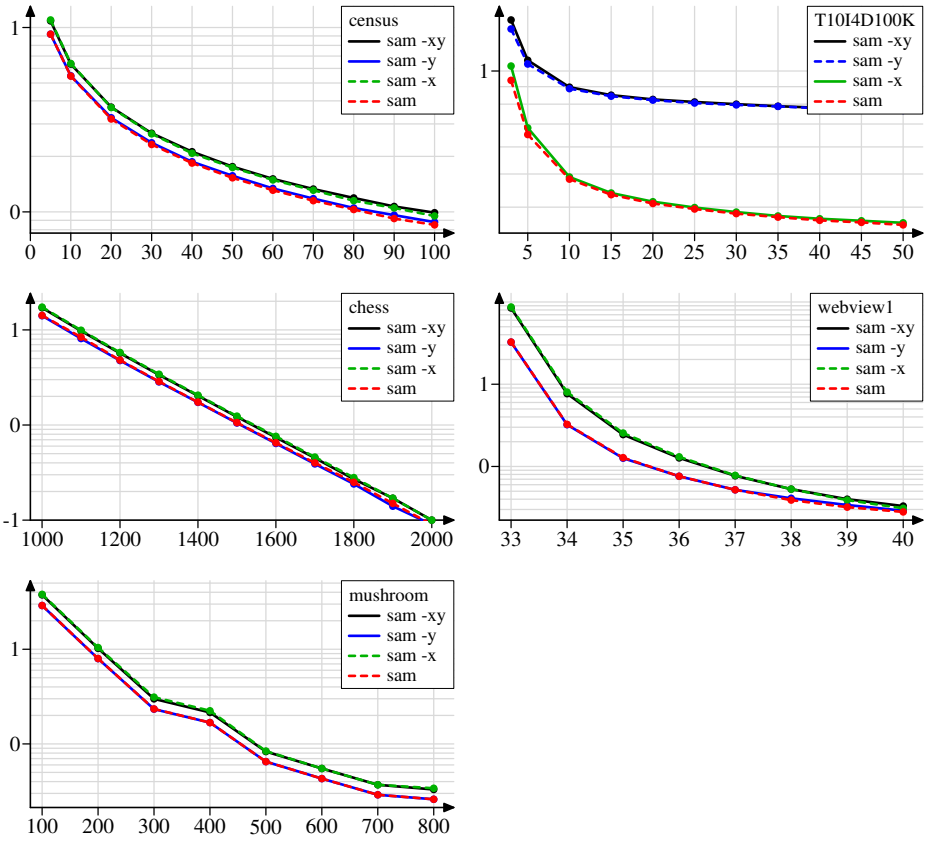 census
sam -xy
sam -y
sam -x
sam
1
0
0 10 20 30 40 50 60 70 80 90 100
T10I4D100K
sam -xy
sam -y
sam -x
sam
1
5 10 15 20 25 30 35 40 45 50
chess
sam -xy
sam -y
sam -x
sam
1
0
-1
1000 1200 1400 1600 1800 2000
webview1
sam -xy
sam -y
sam -x
sam
1
0
33 34 35 36 37 38 39 40
mushroom
sam -xy
sam -y
sam -x
sam
1
0
100 200 300 400 500 600 700 800